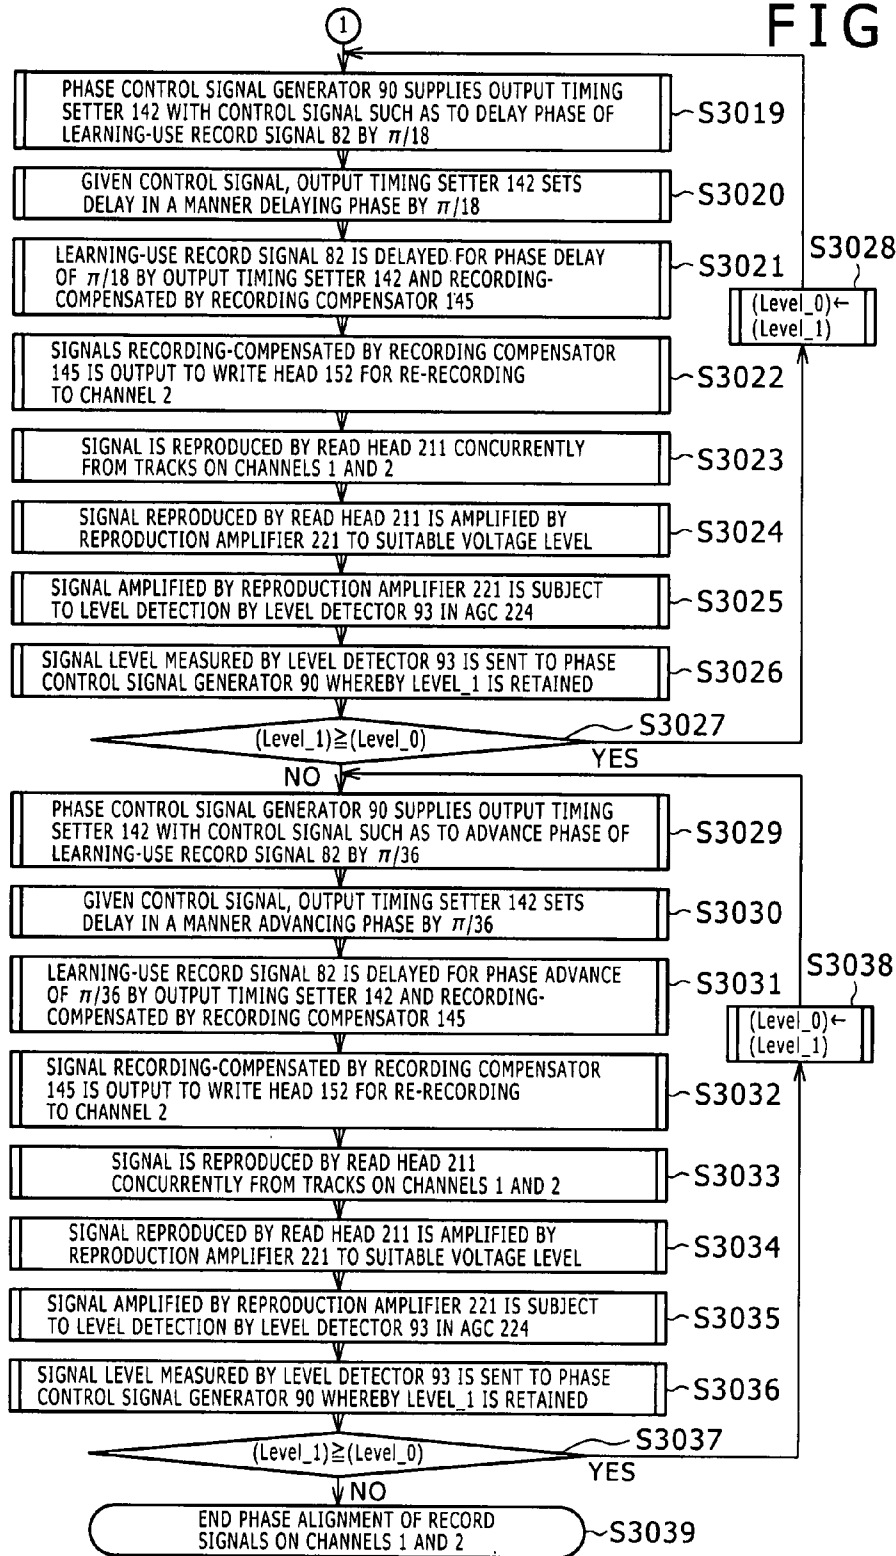 FIG
1
PHASE CONTROL SIGNAL GENERATOR 90 SUPPLIES OUTPUT TIMING
SETTER 142 WITH CONTROL SIGNAL SUCH AS TO DELAY PHASE OF
LEARNING-USE RECORD SIGNAL 82 BY π/18
S3019
GIVEN CONTROL SIGNAL, OUTPUT TIMING SETTER 142 SETS
DELAY IN A MANNER DELAYING PHASE BY π/18
S3020
LEARNING-USE RECORD SIGNAL 82 IS DELAYED FOR PHASE DELAY
OF π/18 BY OUTPUT TIMING SETTER 142 AND RECORDING-
COMPENSATED BY RECORDING COMPENSATOR 145
S3021
S3028
(Level_0)←
(Level_1)
SIGNALS RECORDING-COMPENSATED BY RECORDING COMPENSATOR
145 IS OUTPUT TO WRITE HEAD 152 FOR RE-RECORDING
TO CHANNEL 2
S3022
SIGNAL IS REPRODUCED BY READ HEAD 211 CONCURRENTLY
FROM TRACKS ON CHANNELS 1 AND 2
S3023
SIGNAL REPRODUCED BY READ HEAD 211 IS AMPLIFIED BY
REPRODUCTION AMPLIFIER 221 TO SUITABLE VOLTAGE LEVEL
S3024
SIGNAL AMPLIFIED BY REPRODUCTION AMPLIFIER 221 IS SUBJECT
TO LEVEL DETECTION BY LEVEL DETECTOR 93 IN AGC 224
S3025
SIGNAL LEVEL MEASURED BY LEVEL DETECTOR 93 IS SENT TO PHASE
CONTROL SIGNAL GENERATOR 90 WHEREBY LEVEL_1 IS RETAINED
S3026
(Level_1)≧(Level_0)
S3027
YES
NO
PHASE CONTROL SIGNAL GENERATOR 90 SUPPLIES OUTPUT TIMING
SETTER 142 WITH CONTROL SIGNAL SUCH AS TO ADVANCE PHASE OF
LEARNING-USE RECORD SIGNAL 82 BY π/36
S3029
GIVEN CONTROL SIGNAL, OUTPUT TIMING SETTER 142 SETS
DELAY IN A MANNER ADVANCING PHASE BY π/36
S3030
LEARNING-USE RECORD SIGNAL 82 IS DELAYED FOR PHASE ADVANCE
OF π/36 BY OUTPUT TIMING SETTER 142 AND RECORDING-
COMPENSATED BY RECORDING COMPENSATOR 145
S3031
S3038
(Level_0)←
(Level_1)
SIGNAL RECORDING-COMPENSATED BY RECORDING COMPENSATOR
145 IS OUTPUT TO WRITE HEAD 152 FOR RE-RECORDING
TO CHANNEL 2
S3032
SIGNAL IS REPRODUCED BY READ HEAD 211
CONCURRENTLY FROM TRACKS ON CHANNELS 1 AND 2
S3033
SIGNAL REPRODUCED BY READ HEAD 211 IS AMPLIFIED BY
REPRODUCTION AMPLIFIER 221 TO SUITABLE VOLTAGE LEVEL
S3034
SIGNAL AMPLIFIED BY REPRODUCTION AMPLIFIER 221 IS SUBJECT
TO LEVEL DETECTION BY LEVEL DETECTOR 93 IN AGC 224
S3035
SIGNAL LEVEL MEASURED BY LEVEL DETECTOR 93 IS SENT TO PHASE
CONTROL SIGNAL GENERATOR 90 WHEREBY LEVEL_1 IS RETAINED
S3036
(Level_1)≧(Level_0)
S3037
YES
NO
END PHASE ALIGNMENT OF RECORD
SIGNALS ON CHANNELS 1 AND 2
S3039